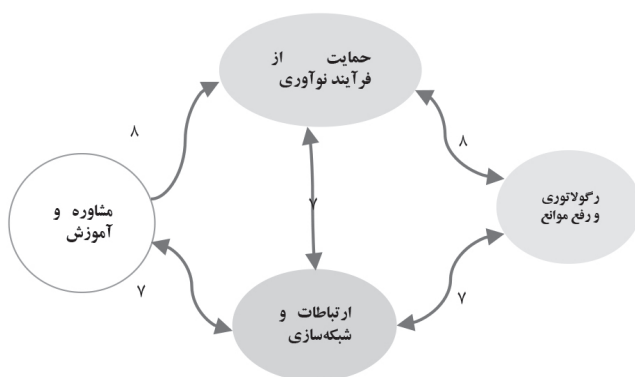 حمایت از
فرآیند نوآوری
۸
۸
رگولاتوری
و رفع موانع
۷
مشاوره و
آموزش
۷
۷
ارتباطات و
شبکه‌سازی